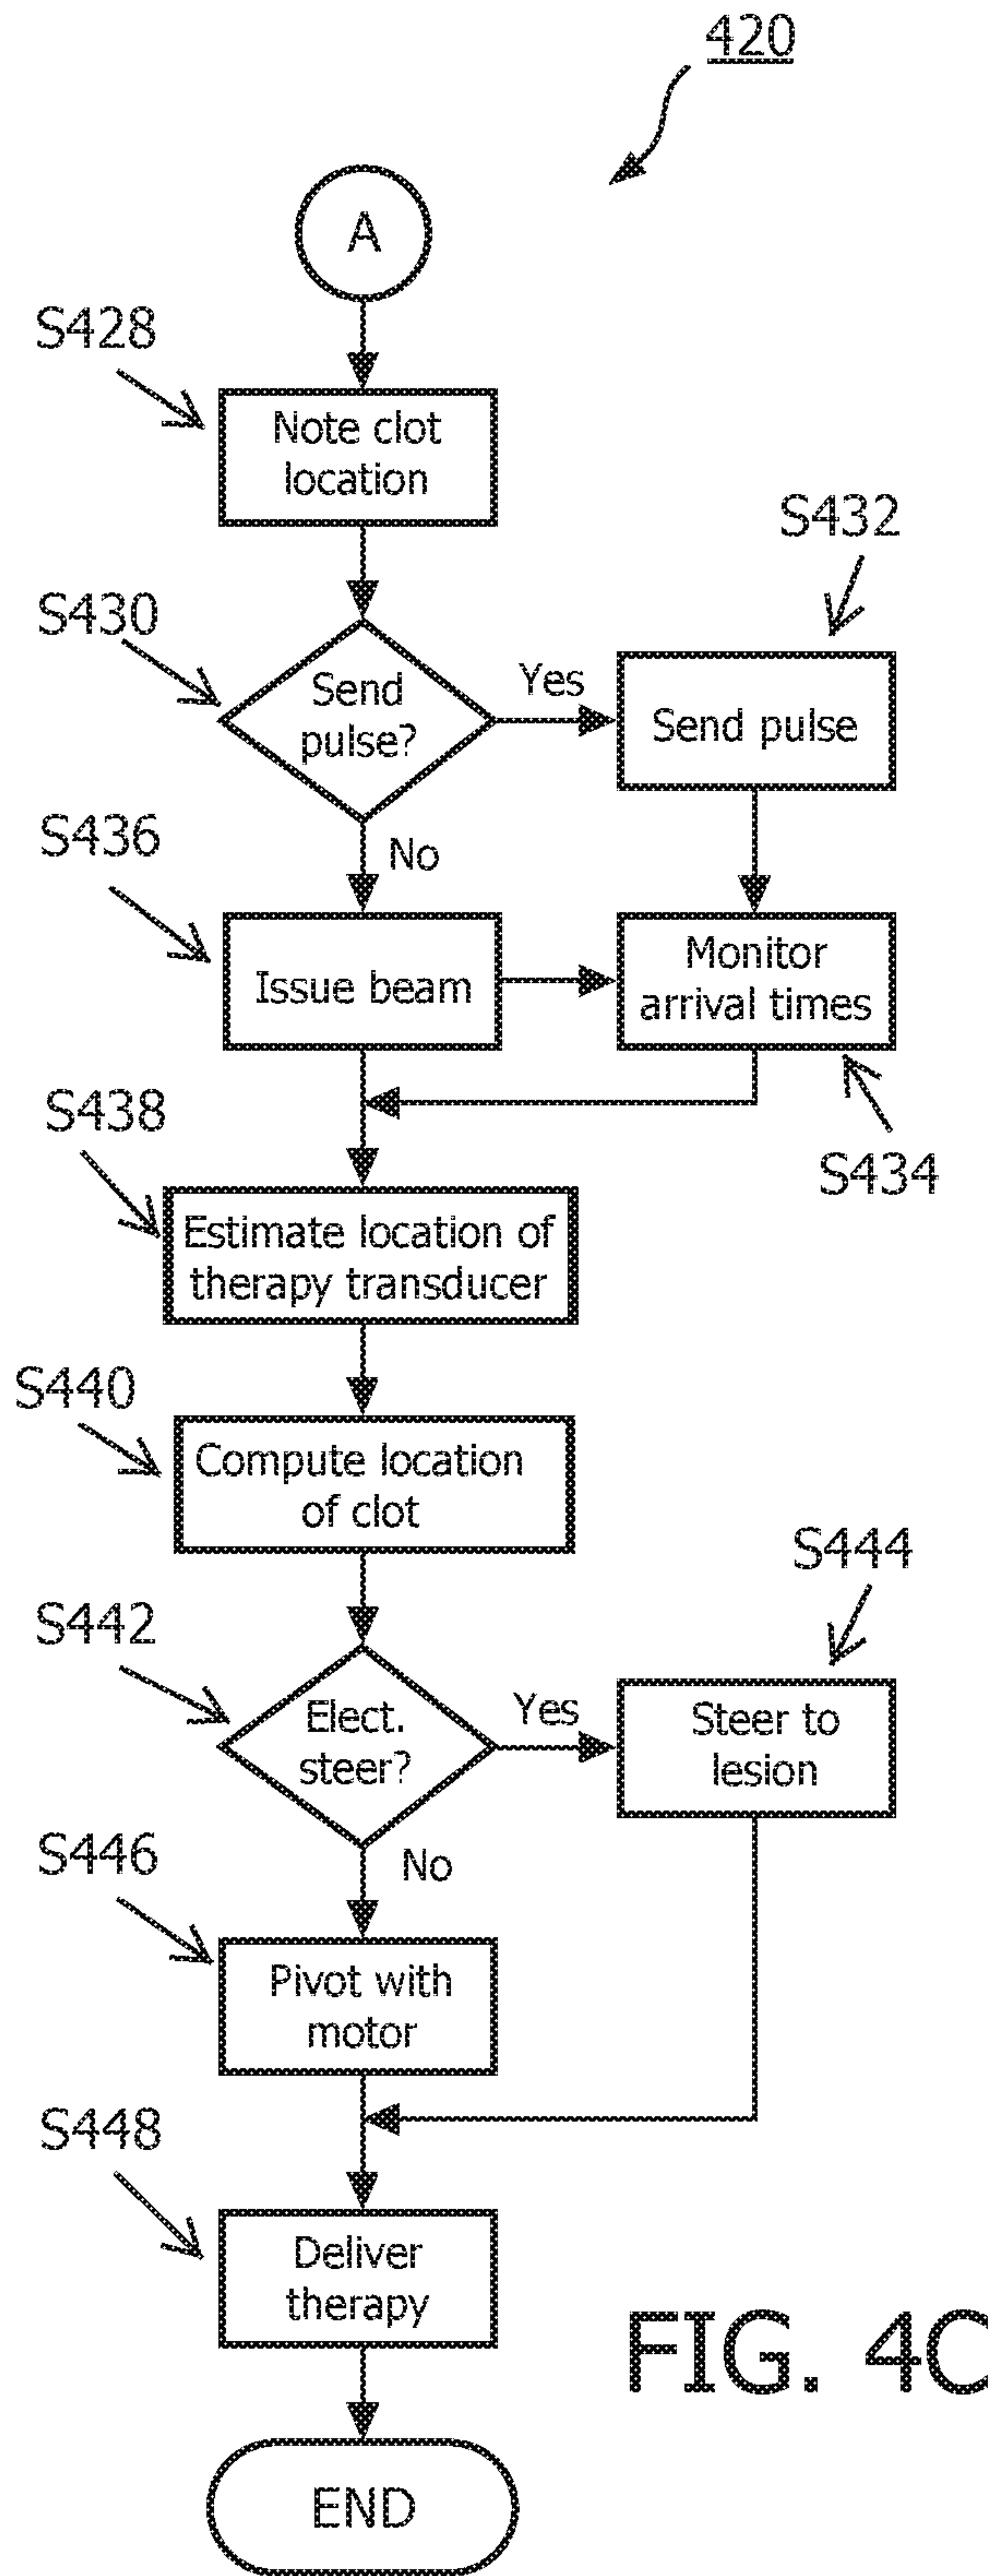 420
A
S428
Note clot
location
S432
S430
Send
pulse?
Yes
Send pulse
S436
No
Issue beam
Monitor
arrival times
S438
S434
Estimate location of
therapy transducer
S440
Compute location
of clot
S444
S442
Elect.
steer?
Yes
Steer to
lesion
S446
No
Pivot with
motor
S448
Deliver
therapy
FIG. 4C
END